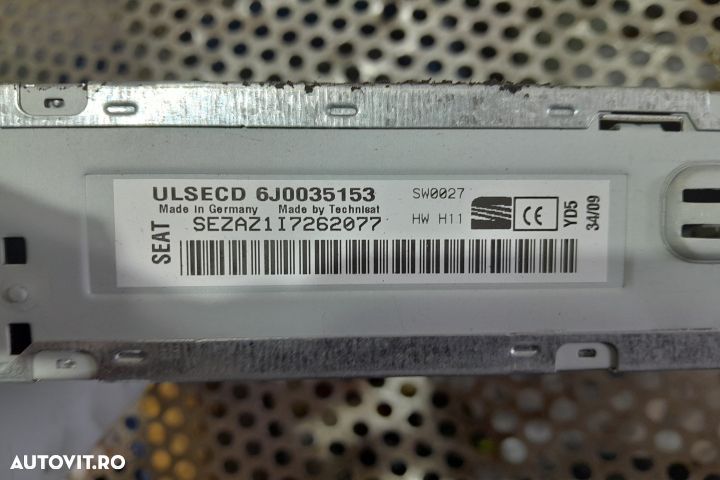 ULSECD 6J0035153
SW0027
Made in Germany Made by Technisat
SEZAZ1I7262077
HW H11
CE
YD5
34/09
SEAT
AUTOVIT.RO